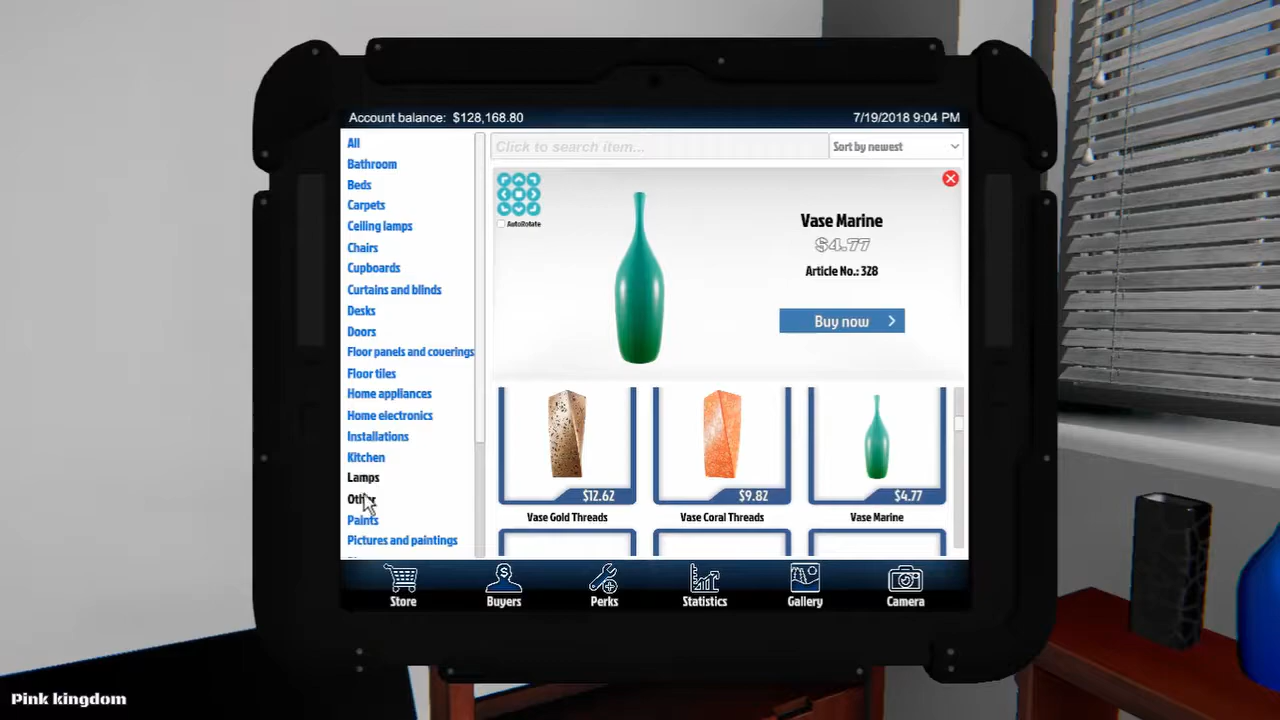 Account balance: $128,168.80
7/19/2018 9:04 PM
All
Bathroom
Beds
Carpets
Ceiling lamps
Chairs
Cupboards
Curtains and blinds
Desks
Doors
Floor panels and coverings
Floor tiles
Home appliances
Home electronics
Installations
Kitchen
Lamps
Other
Paints
Pictures and paintings
Click to search item...
Sort by newest
AutoRotate
Vase Marine
$4.77
Article No.: 328
Buy now
$12.62
$9.82
$4.77
Vase Gold Threads
Vase Coral Threads
Vase Marine
Store
Buyers
Perks
Statistics
Gallery
Camera
Pink kingdom